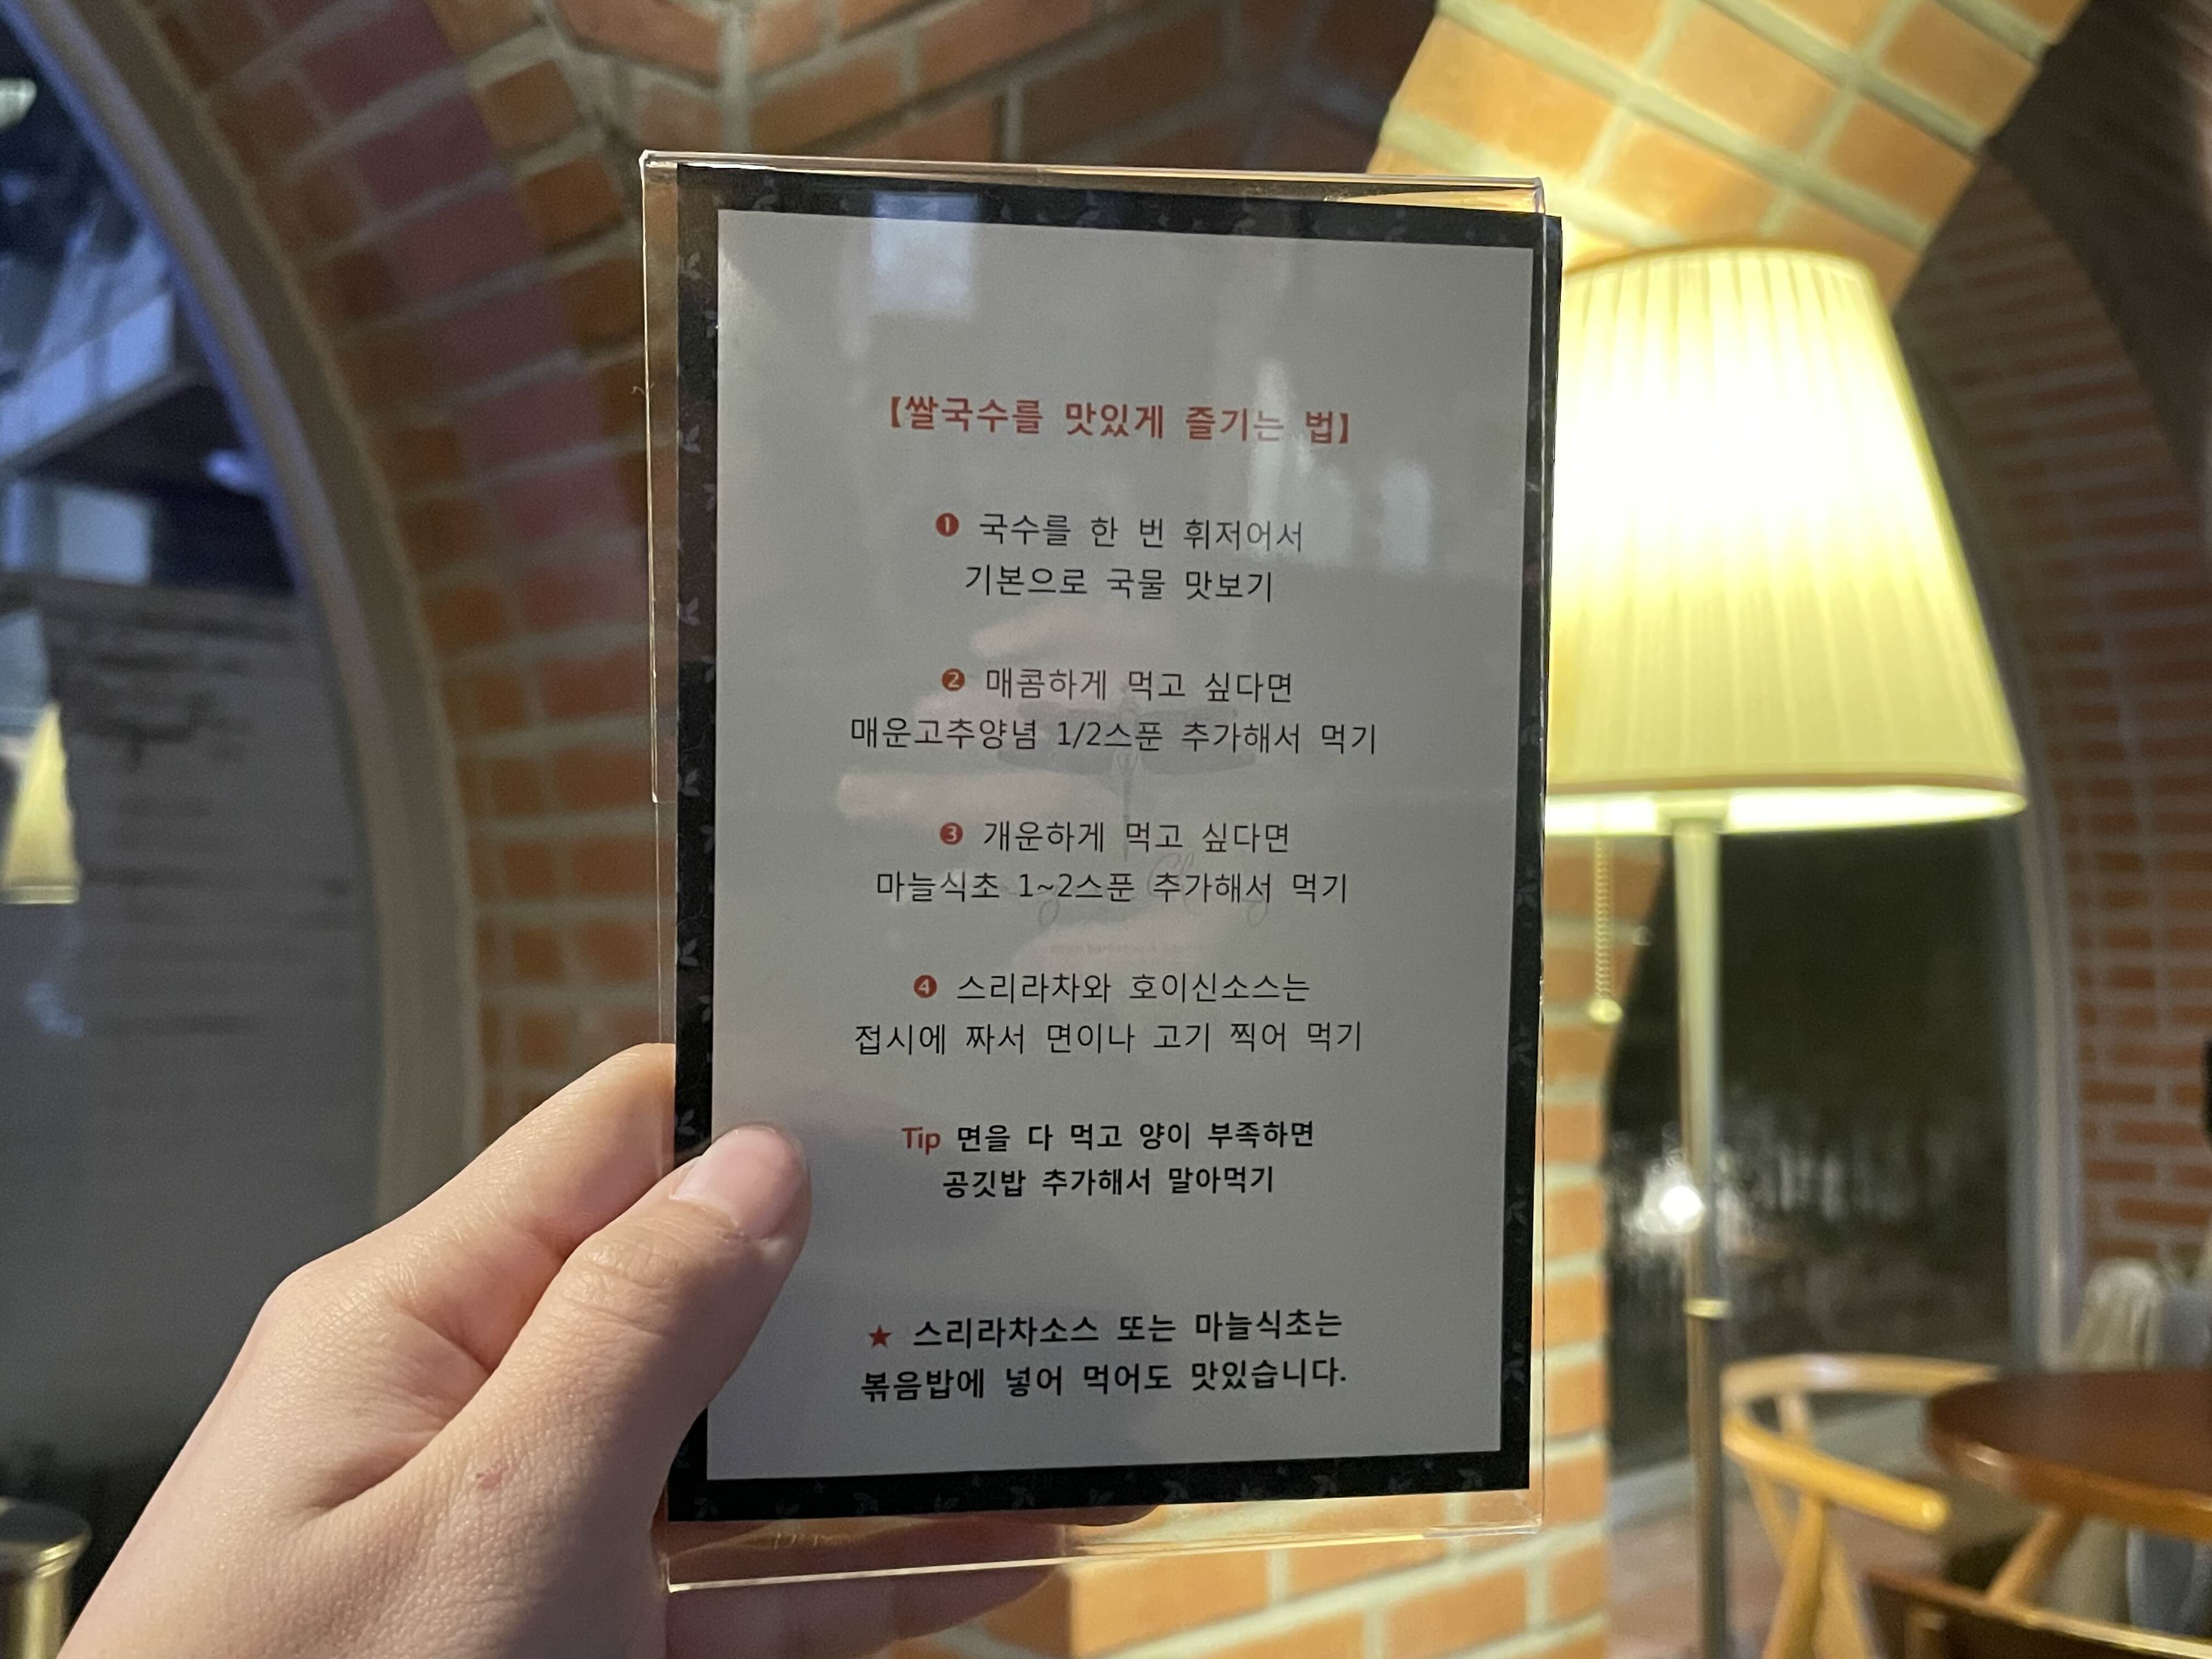 【쌀국수를 맛있게 즐기는 법】
❶ 국수를 한 번 휘저어서
기본으로 국물 맛보기
❷ 매콤하게 먹고 싶다면
매운고추양념 1/2스푼 추가해서 먹기
❸ 개운하게 먹고 싶다면
마늘식초 1~2스푼 추가해서 먹기
❹ 스리라차와 호이신소스는
접시에 짜서 면이나 고기 찍어 먹기
Tip 면을 다 먹고 양이 부족하면
공깃밥 추가해서 말아먹기
★ 스리라차소스 또는 마늘식초는
볶음밥에 넣어 먹어도 맛있습니다.